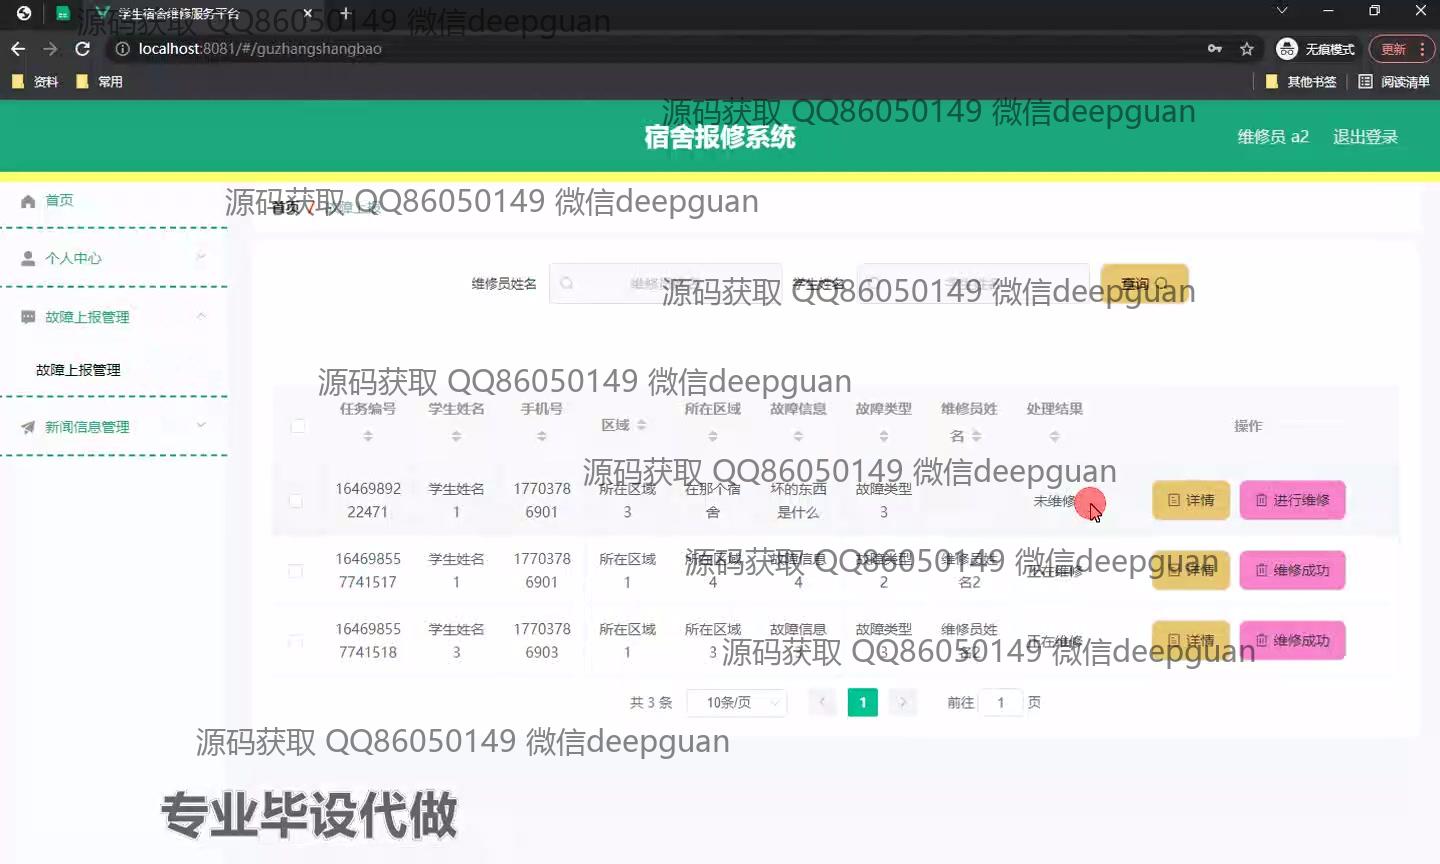 学生宿舍维修服务平台
源码获取 QQ86050149 微信deepguan
localhost:8081/#/guzhangshangbao
无痕模式
更新
资料
常用
其他书签
阅读清单
源码获取 QQ86050149 微信deepguan
宿舍报修系统
维修员 a2
退出登录
首页
源码获取 QQ86050149 微信deepguan
首页 / 故障上报
个人中心
维修员姓名
学生姓名
查询
源码获取 QQ86050149 微信deepguan
故障上报管理
故障上报管理
源码获取 QQ86050149 微信deepguan
新闻信息管理
任务编号 学生姓名 手机号 区域 所在区域 故障信息 故障类型 维修员姓名 处理结果 操作
源码获取 QQ86050149 微信deepguan
1646989222471 学生姓名1 17703786901 所在区域3 在那个宿舍 坏的东西是什么 故障类型3 未维修 详情 进行维修
源码获取 QQ86050149 微信deepguan
164698557741517 学生姓名1 17703786901 所在区域1 所在区域4 故障信息4 故障类型2 维修员姓名2 正在维修 详情 维修成功
164698557741518 学生姓名3 17703786903 所在区域1 所在区域3 故障信息 故障类型3 维修员姓名2 正在维修 详情 维修成功
源码获取 QQ86050149 微信deepguan
共 3 条 10条/页 1 前往 1 页
源码获取 QQ86050149 微信deepguan
专业毕设代做